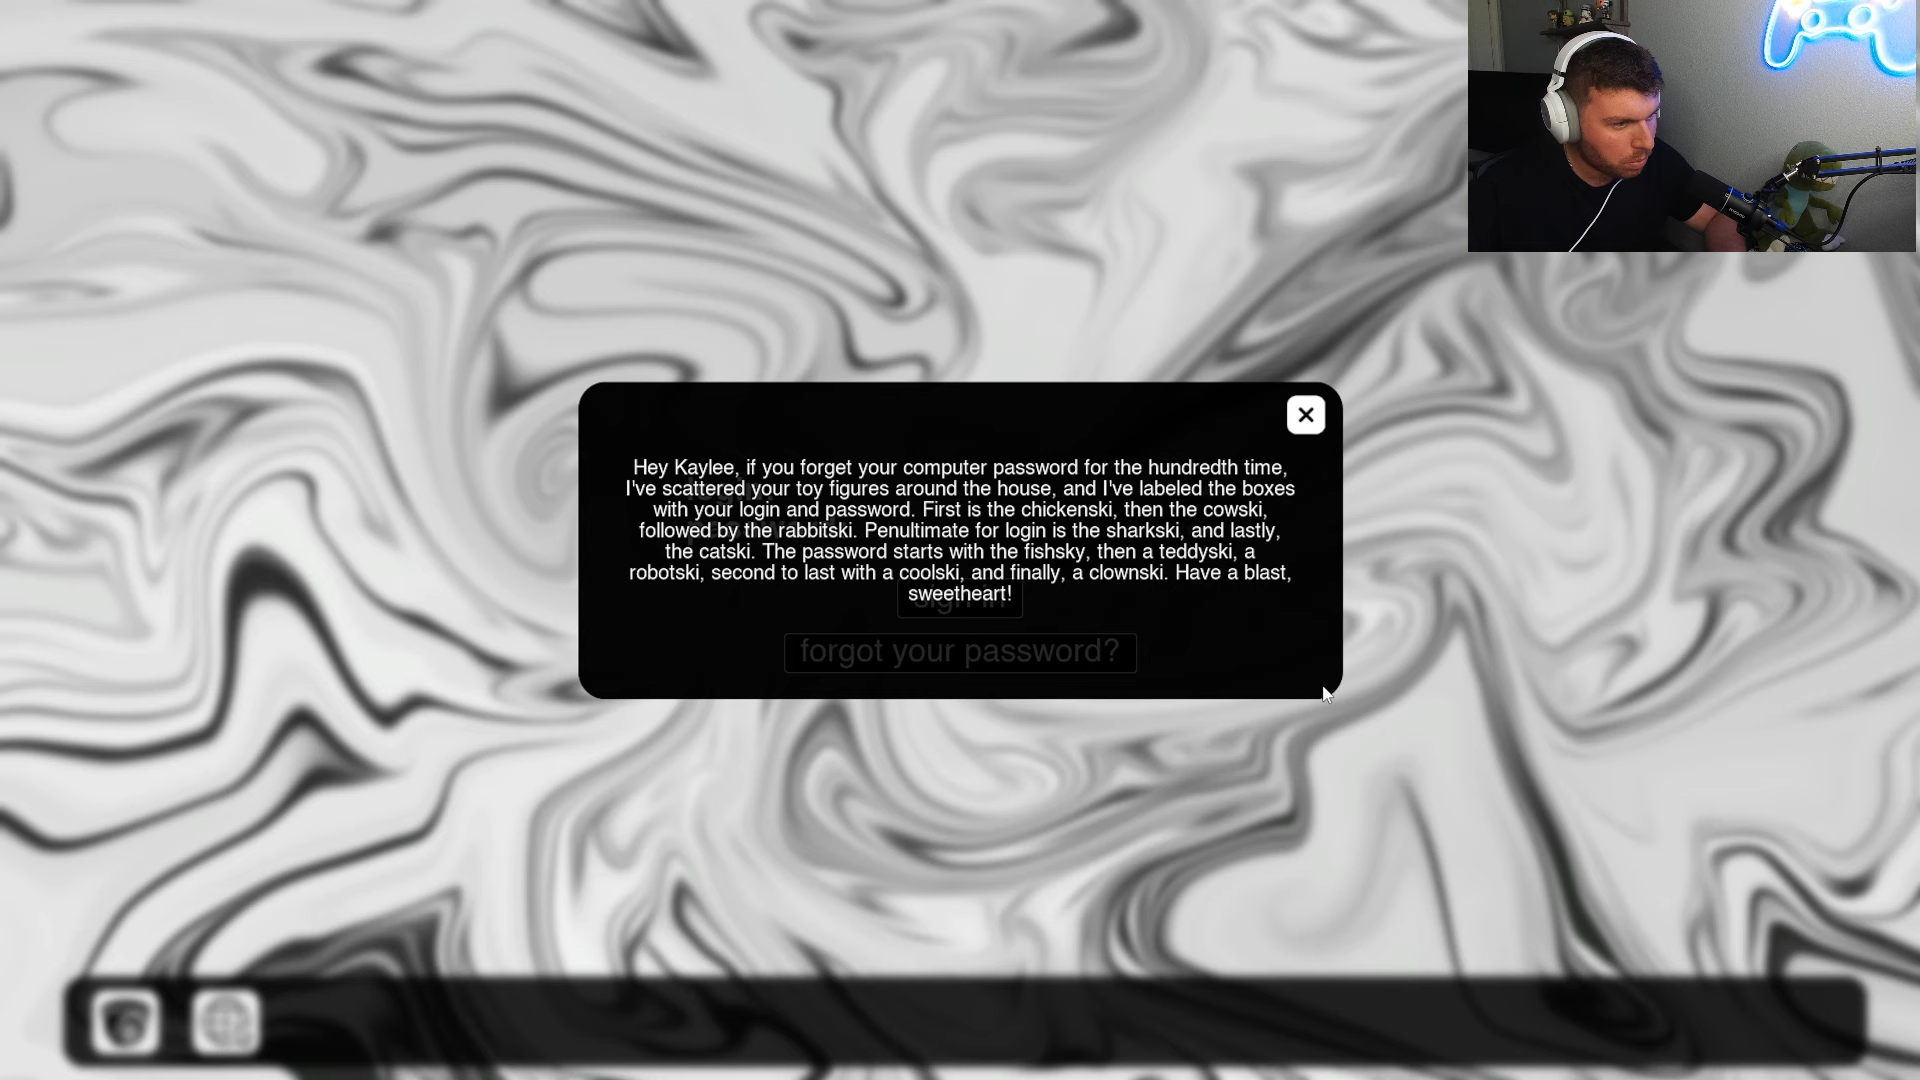 Hey Kaylee, if you forget your computer password for the hundredth time,
I've scattered your toy figures around the house, and I've labeled the boxes
with your login and password. First is the chickenski, then the cowski,
followed by the rabbitski. Penultimate for login is the sharkski, and lastly,
the catski. The password starts with the fishsky, then a teddyski, a
robotski, second to last with a coolski, and finally, a clownski. Have a blast,
sweetheart!
sign in
forgot your password?